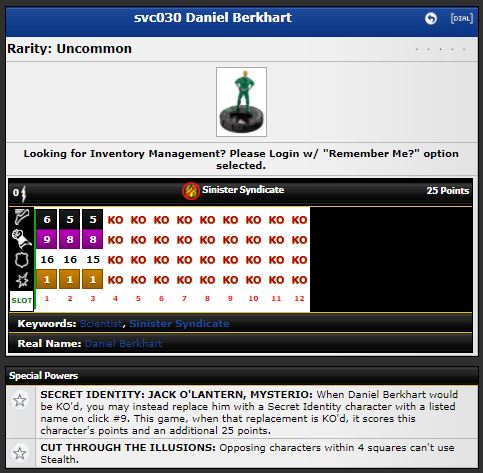 svc030 Daniel Berkhart
[DIAL]
Rarity: Uncommon
Looking for Inventory Management? Please Login w/ "Remember Me?" option
selected.
0 Sinister Syndicate 25 Points
6 5 5 KO KO KO KO KO KO KO KO KO
9 8 8 KO KO KO KO KO KO KO KO KO
16 16 15 KO KO KO KO KO KO KO KO KO
1 1 1 KO KO KO KO KO KO KO KO KO
SLOT 1 2 3 4 5 6 7 8 9 10 11 12
Keywords: Scientist, Sinister Syndicate
Real Name: Daniel Berkhart
Special Powers
SECRET IDENTITY: JACK O'LANTERN, MYSTERIO: When Daniel Berkhart would
be KO'd, you may instead replace him with a Secret Identity character with a listed
name on click #9. This game, when that replacement is KO'd, it scores this
character's points and an additional 25 points.
CUT THROUGH THE ILLUSIONS: Opposing characters within 4 squares can't use
Stealth.